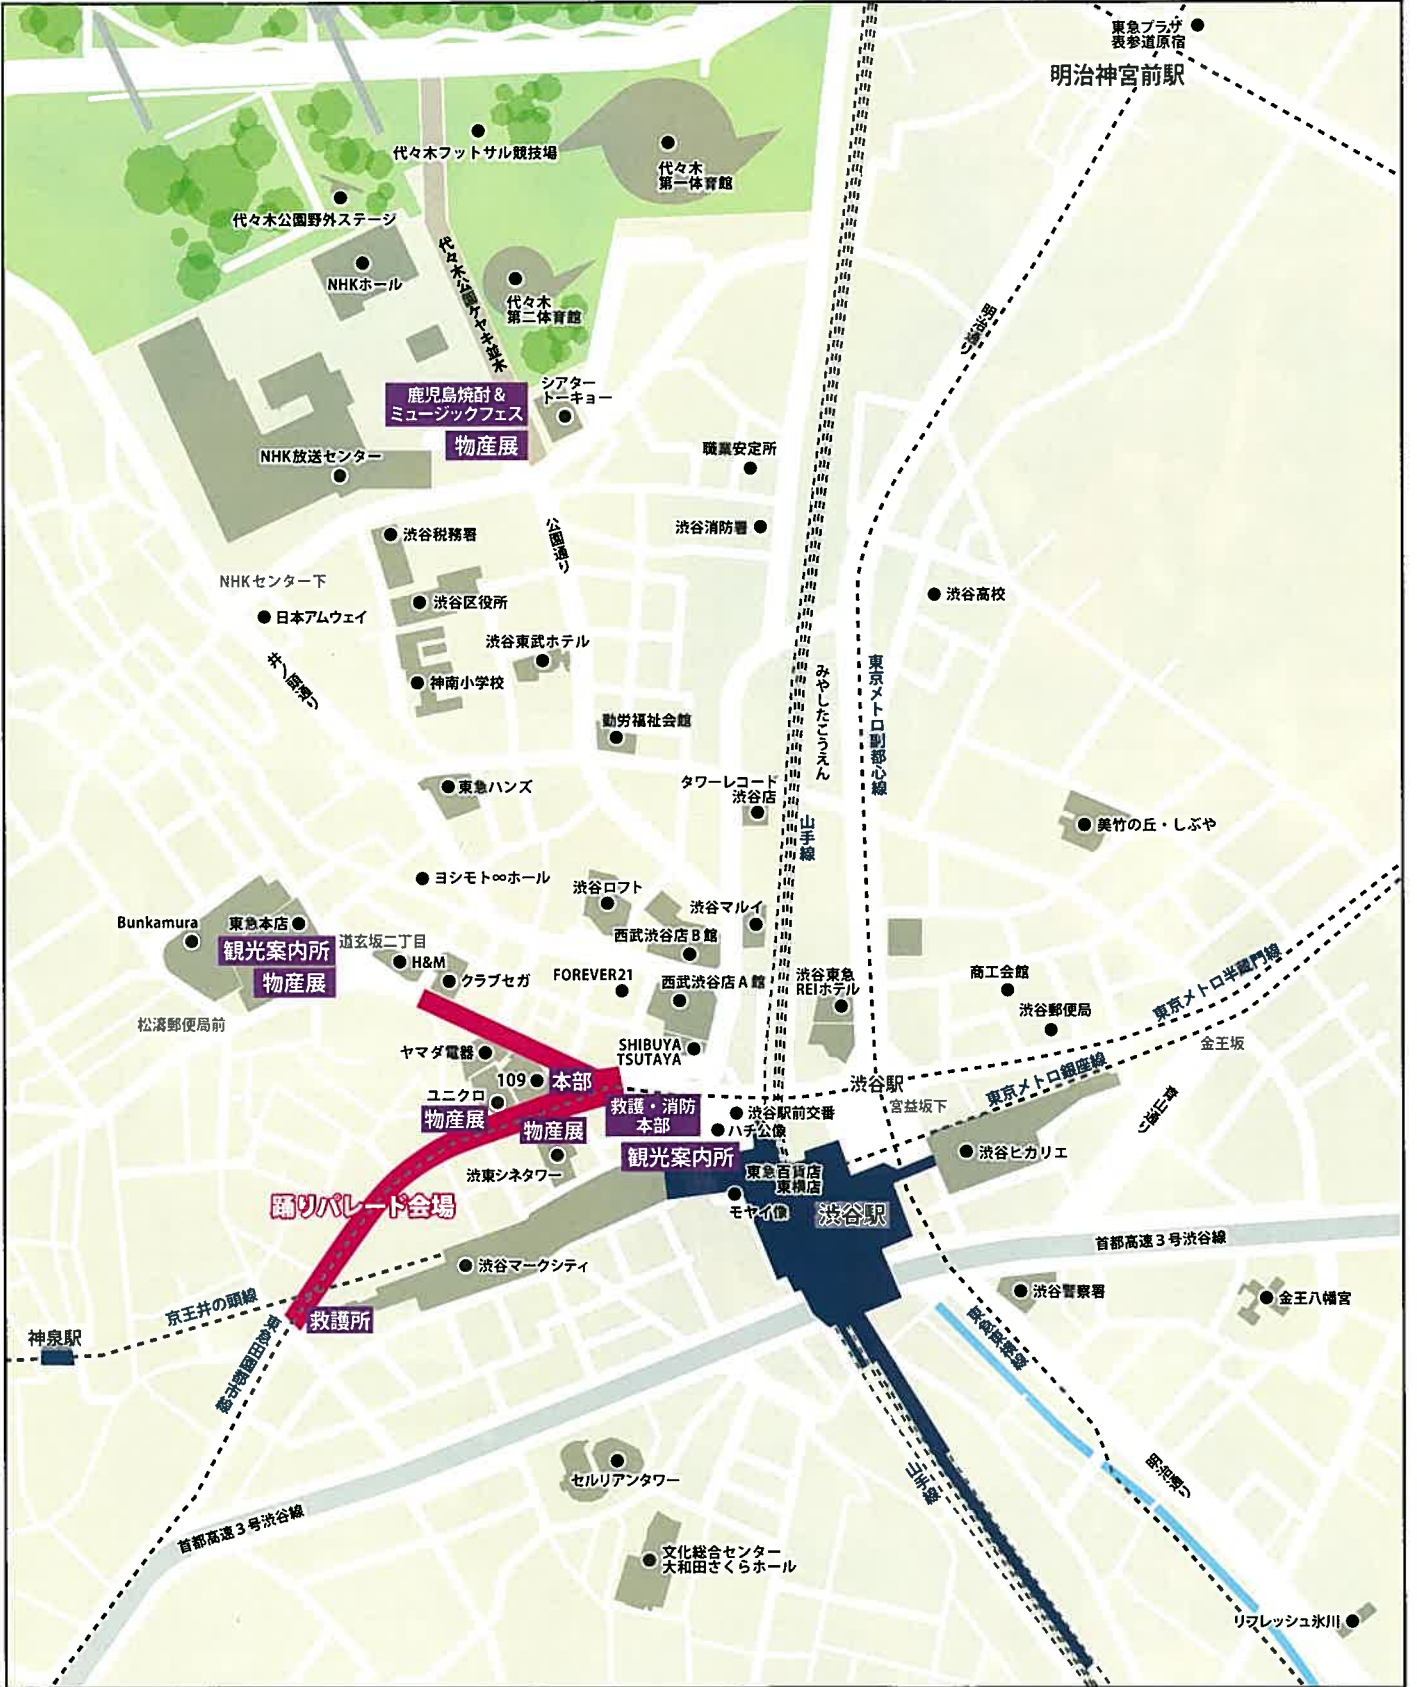 東急プラザ
表参道原宿
明治神宮前駅
代々木フットサル競技場
代々木
第一体育館
代々木公園野外ステージ
代々木公園ケヤキ並木
NHKホール
代々木
第二体育館
明治通り
シアター
トーキョー
鹿児島焼酎&
ミュージックフェス
物産展
NHK放送センター
職業安定所
渋谷消防署
渋谷税務署
公園通り
NHKセンター下
日本アムウェイ
渋谷区役所
渋谷高校
渋谷東武ホテル
井ノ頭通り
神南小学校
みやしたこうえん
東京メトロ副都心線
勤労福祉会館
東急ハンズ
タワーレコード
渋谷店
山手線
美竹の丘・しぶや
ヨシモト∞ホール
渋谷ロフト
渋谷マルイ
Bunkamura
東急本店
観光案内所
物産展
道玄坂二丁目
H&M
クラブセガ
西武渋谷店B館
FOREVER21
西武渋谷店A館
渋谷東急
REIホテル
商工会館
渋谷郵便局
東京メトロ半蔵門線
松濤郵便局前
ヤマダ電器
SHIBUYA
TSUTAYA
金王坂
109
本部
渋谷駅
東京メトロ銀座線
宮益坂下
青山通り
ユニクロ
物産展
物産展
救護・消防
本部
渋谷駅前交番
ハチ公像
観光案内所
渋東シネタワー
東急百貨店
東横店
モヤイ像
渋谷駅
渋谷ヒカリエ
踊りパレード会場
首都高速3号渋谷線
渋谷マークシティ
渋谷警察署
金王八幡宮
京王井の頭線
救護所
神泉駅
東急田園都市線
東急東横線
セルリアンタワー
山手線
明治通り
首都高速3号渋谷線
文化総合センター
大和田さくらホール
リフレッシュ氷川